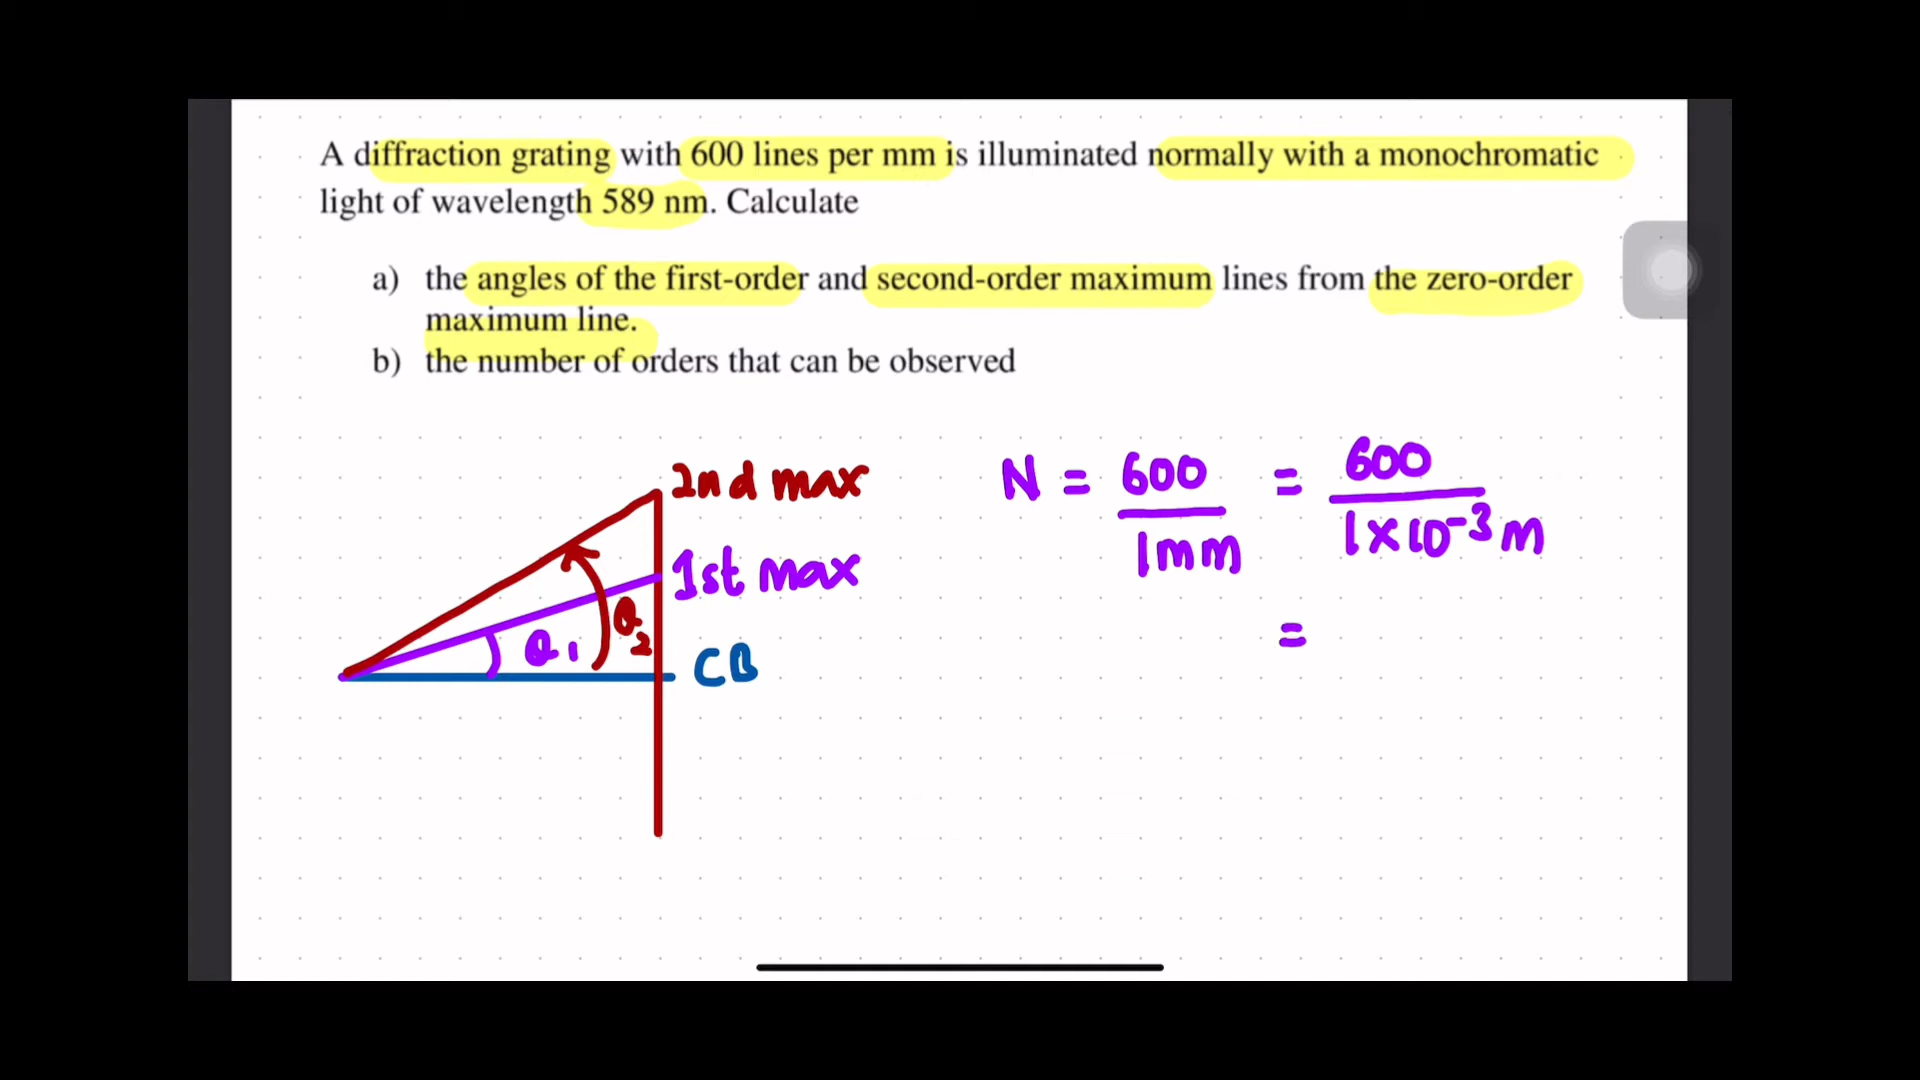 A diffraction grating with 600 lines per mm is illuminated normally with a monochromatic
light of wavelength 589 nm. Calculate
a) the angles of the first-order and second-order maximum lines from the zero-order
maximum line.
b) the number of orders that can be observed
2nd max
1st max
θ1
θ2
CB
N = 600/1mm = 600/1×10⁻³m
=